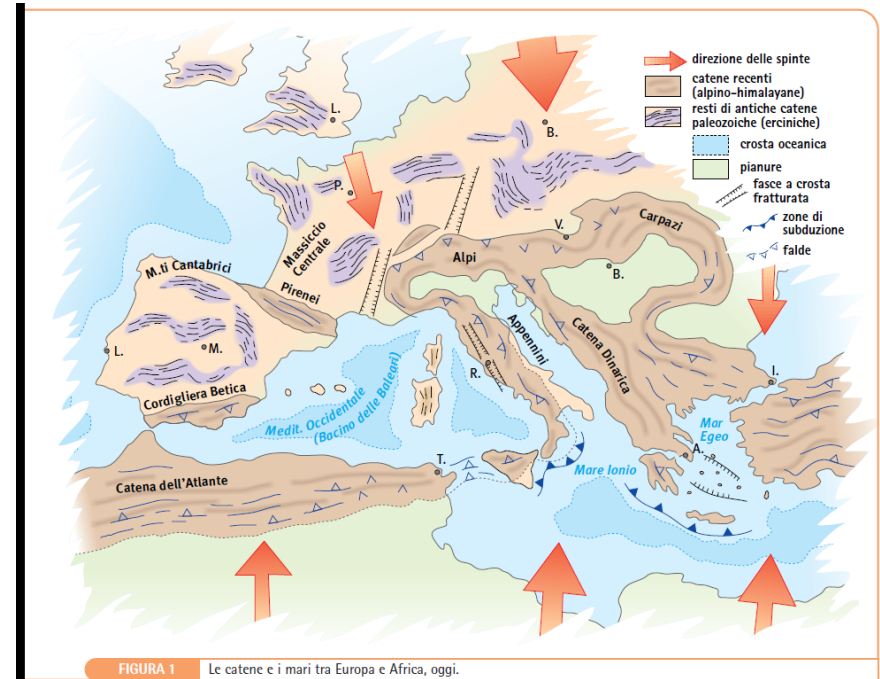 direzione delle spinte
catene recenti
(alpino-himalayane)
resti di antiche catene
paleozoiche (erciniche)
crosta oceanica
pianure
fasce a crosta
fratturata
zone di
subduzione
falde
L.
B.
P.
Massiccio
Centrale
V.
Carpazi
Alpi
B.
M.ti Cantabrici
Pirenei
L.
M.
Cordigliera Betica
Medit. Occidentale
(Bacino delle Baleari)
R.
Appennini
Catena Dinarica
I.
Mar
Egeo
A.
T.
Mare Ionio
Catena dell'Atlante
FIGURA 1 Le catene e i mari tra Europa e Africa, oggi.